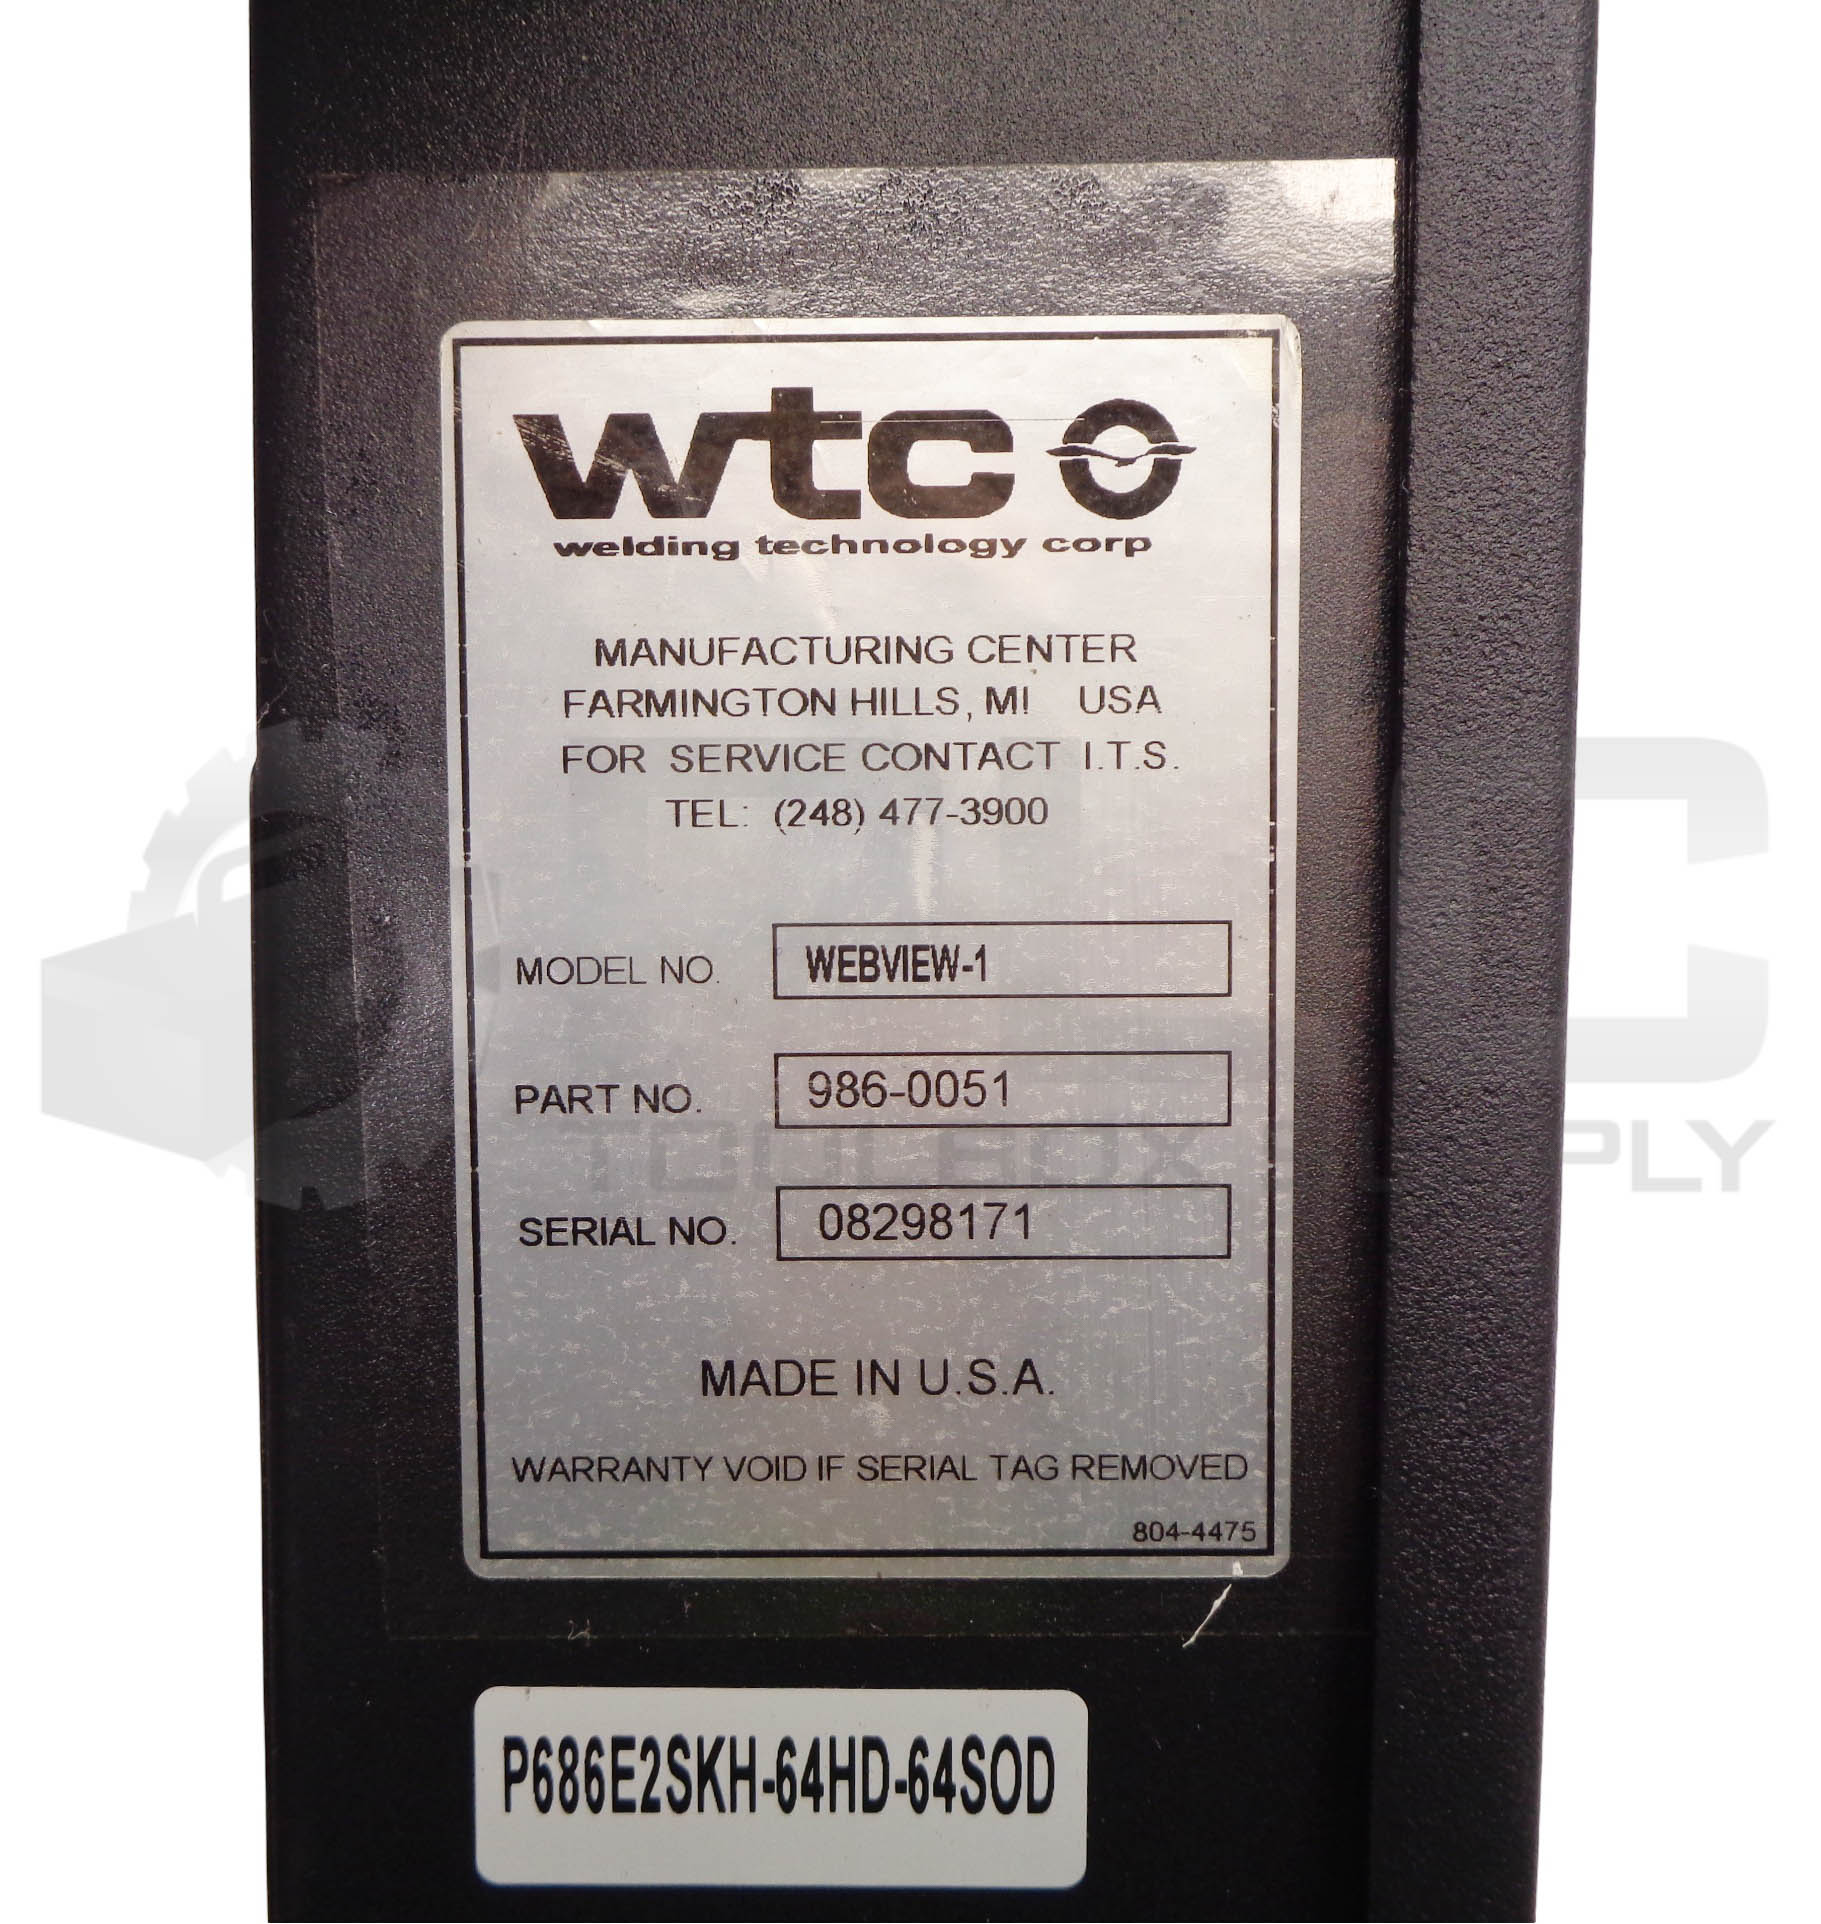 wtc
welding technology corp
MANUFACTURING CENTER
FARMINGTON HILLS, MI USA
FOR SERVICE CONTACT I.T.S.
TEL: (248) 477-3900
MODEL NO. WEBVIEW-1
PART NO. 986-0051
TOOLBOX SUPPLY
SERIAL NO. 08298171
MADE IN U.S.A.
WARRANTY VOID IF SERIAL TAG REMOVED
804-4475
P686E2SKH-64HD-64SOD